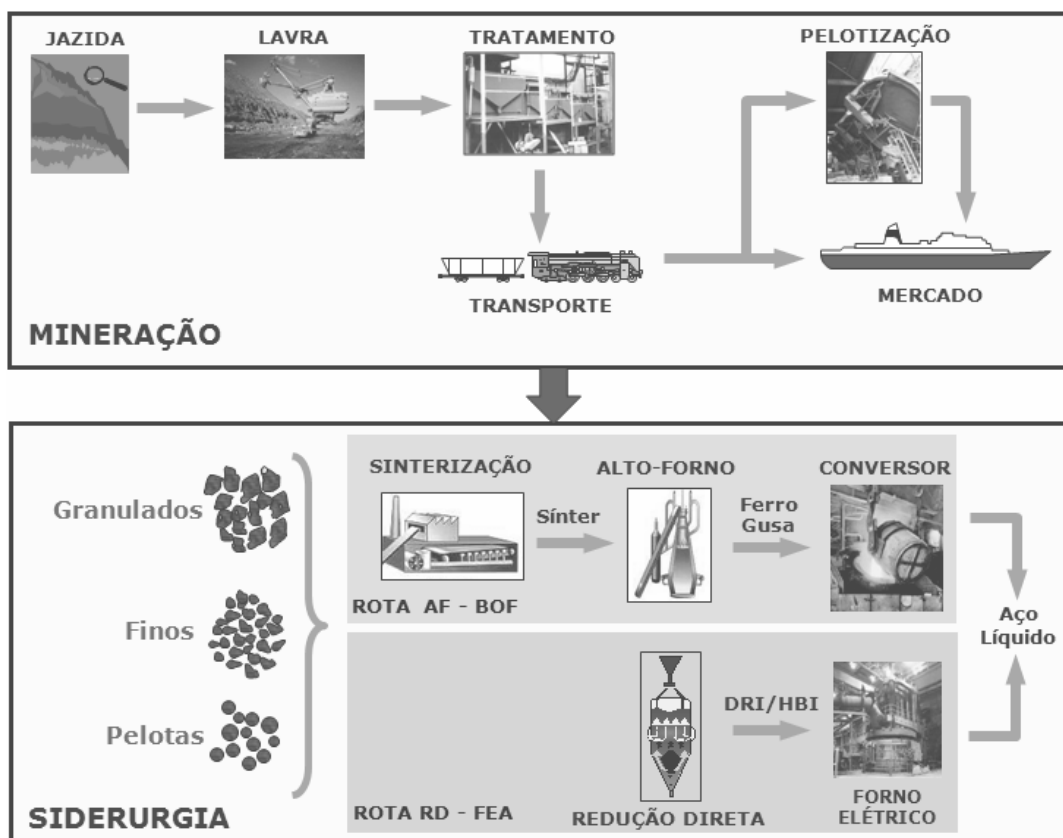 JAZIDA
LAVRA
TRATAMENTO
PELOTIZAÇÃO
TRANSPORTE
MERCADO
MINERAÇÃO
Granulados
Finos
Pelotas
SINTERIZAÇÃO
Sínter
ALTO-FORNO
Ferro
Gusa
CONVERSOR
ROTA AF - BOF
Aço
Líquido
DRI/HBI
ROTA RD - FEA
REDUÇÃO DIRETA
FORNO
ELÉTRICO
SIDERURGIA